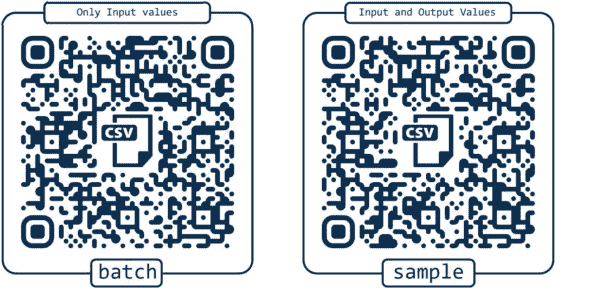 Only Input values
Input and Output Values
CSV
CSV
batch
sample